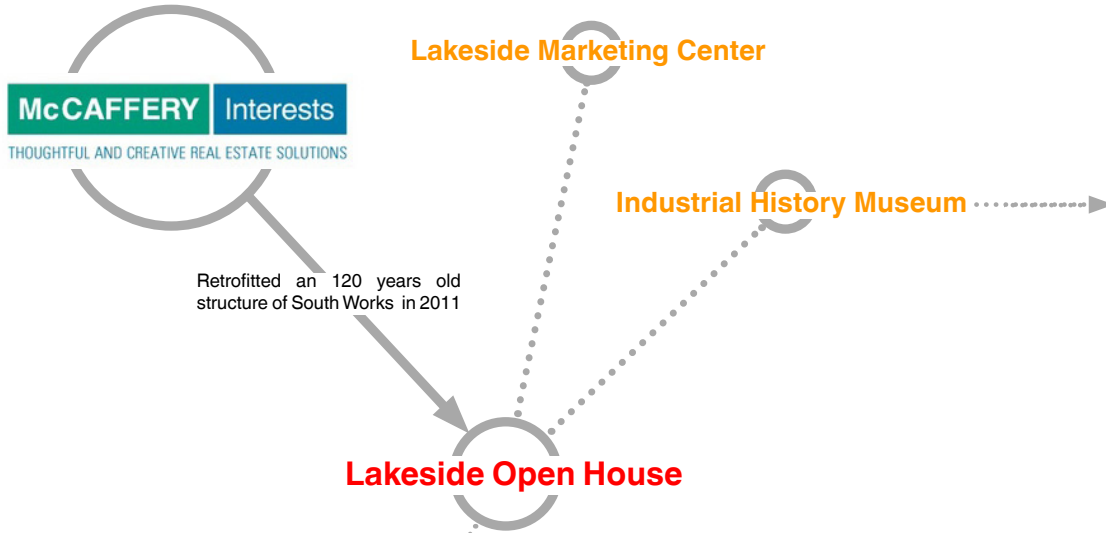 Lakeside Marketing Center
McCAFFERY Interests
THOUGHTFUL AND CREATIVE REAL ESTATE SOLUTIONS
Industrial History Museum
Retrofitted an 120 years old
structure of South Works in 2011
Lakeside Open House